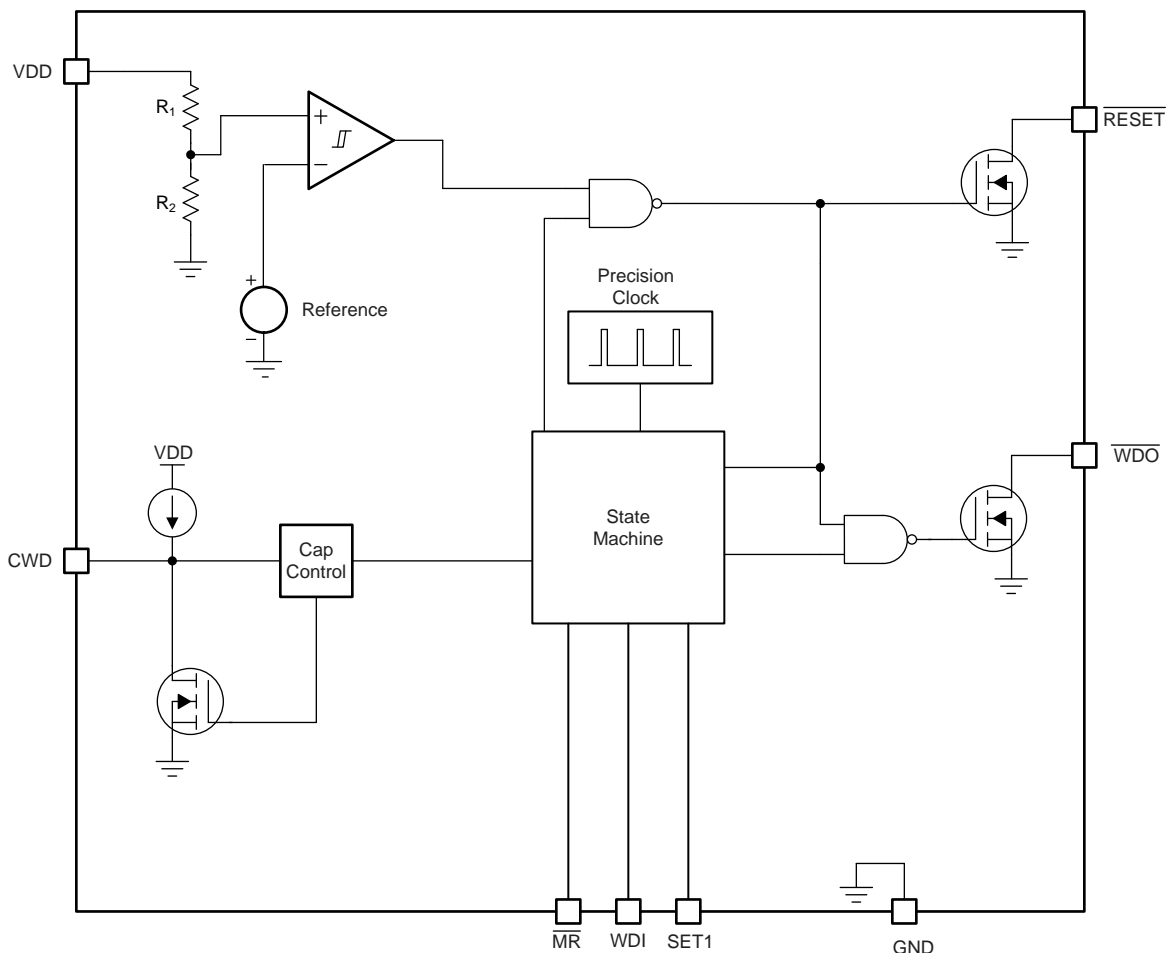 VDD
R1
R2
+
−
+
−
Reference
Precision
Clock
RESET
VDD
CWD
Cap
Control
State
Machine
WDO
MR
WDI
SET1
GND